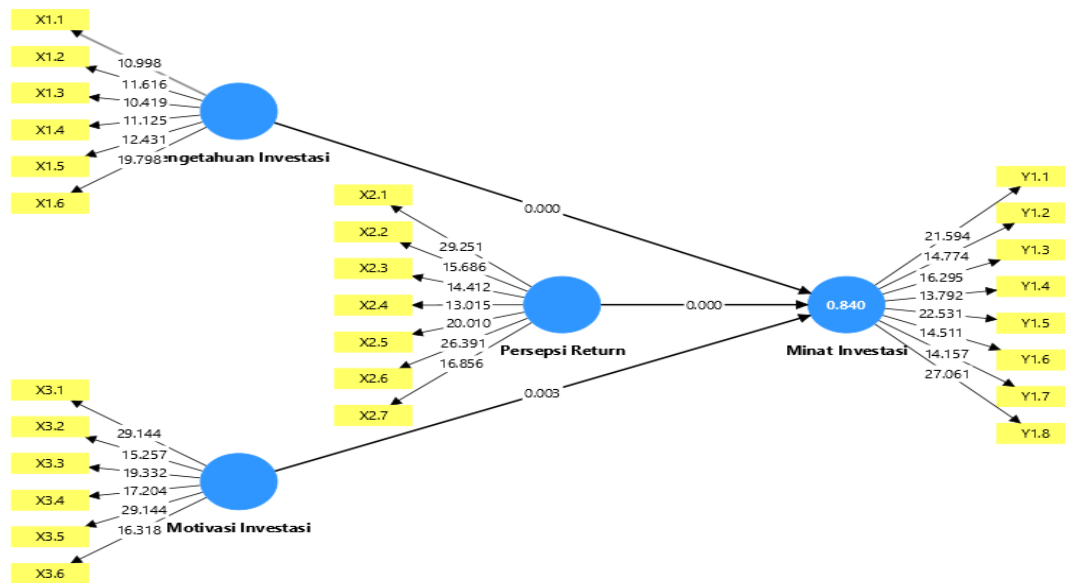 X1.1
X1.2
X1.3
X1.4
X1.5
X1.6
10.998
11.616
10.419
11.125
12.431
19.798
engetahuan Investasi
0.000
X2.1
X2.2
X2.3
X2.4
X2.5
X2.6
X2.7
29.251
15.686
14.412
13.015
20.010
26.391
16.856
Persepsi Return
0.000
X3.1
X3.2
X3.3
X3.4
X3.5
X3.6
29.144
15.257
19.332
17.204
29.144
16.318
Motivasi Investasi
0.003
0.840
Minat Investasi
21.594
14.774
16.295
13.792
22.531
14.511
14.157
27.061
Y1.1
Y1.2
Y1.3
Y1.4
Y1.5
Y1.6
Y1.7
Y1.8